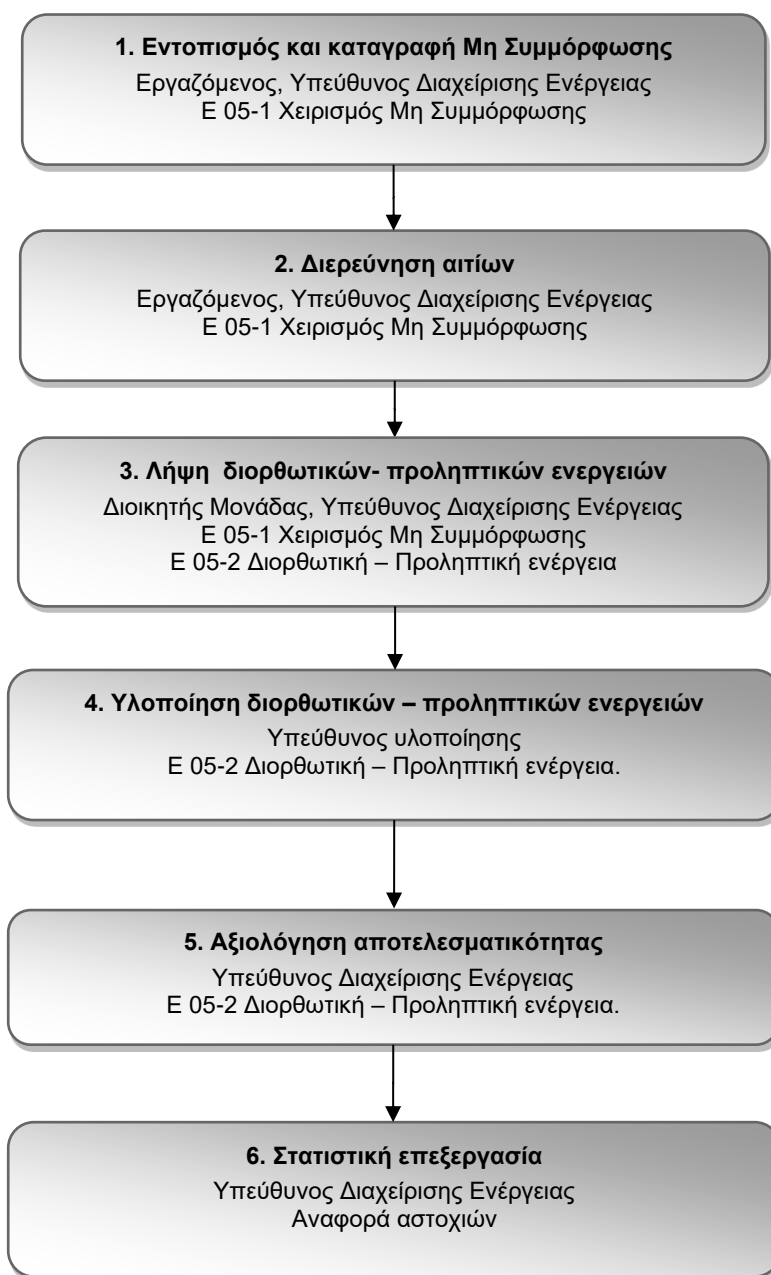 1. Εντοπισμός και καταγραφή Μη Συμμόρφωσης
Εργαζόμενος, Υπεύθυνος Διαχείρισης Ενέργειας
Ε 05-1 Χειρισμός Μη Συμμόρφωσης
2. Διερεύνηση αιτίων
Εργαζόμενος, Υπεύθυνος Διαχείρισης Ενέργειας
Ε 05-1 Χειρισμός Μη Συμμόρφωσης
3. Λήψη διορθωτικών- προληπτικών ενεργειών
Διοικητής Μονάδας, Υπεύθυνος Διαχείρισης Ενέργειας
Ε 05-1 Χειρισμός Μη Συμμόρφωσης
Ε 05-2 Διορθωτική – Προληπτική ενέργεια
4. Υλοποίηση διορθωτικών – προληπτικών ενεργειών
Υπεύθυνος υλοποίησης
Ε 05-2 Διορθωτική – Προληπτική ενέργεια.
5. Αξιολόγηση αποτελεσματικότητας
Υπεύθυνος Διαχείρισης Ενέργειας
Ε 05-2 Διορθωτική – Προληπτική ενέργεια.
6. Στατιστική επεξεργασία
Υπεύθυνος Διαχείρισης Ενέργειας
Αναφορά αστοχιών